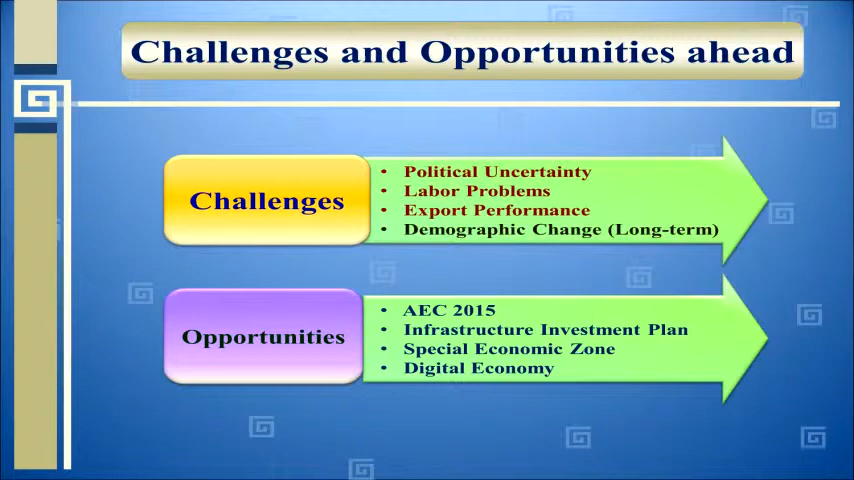 Challenges and Opportunities ahead
Challenges
• Political Uncertainty
• Labor Problems
• Export Performance
• Demographic Change (Long-term)
Opportunities
• AEC 2015
• Infrastructure Investment Plan
• Special Economic Zone
• Digital Economy